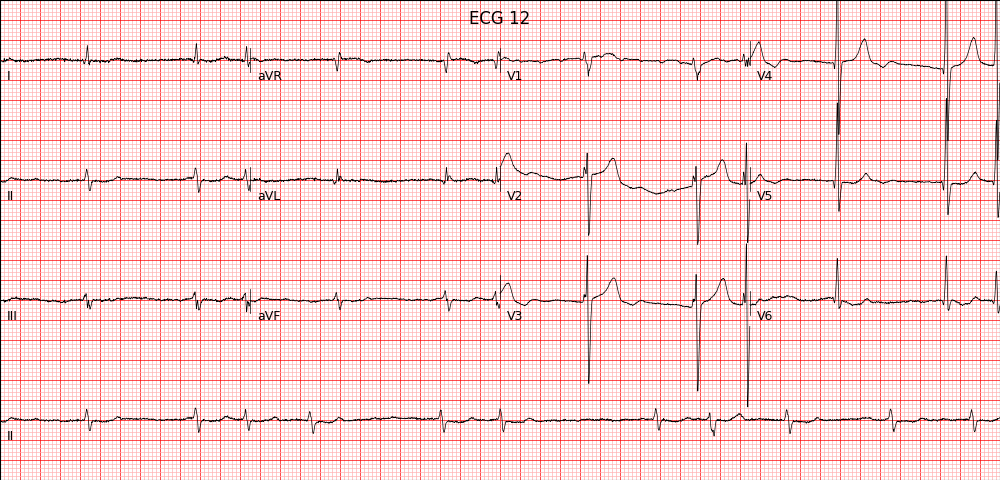 ECG 12
I aVR V1 V4
II aVL V2 V5
III aVF V3 V6
II